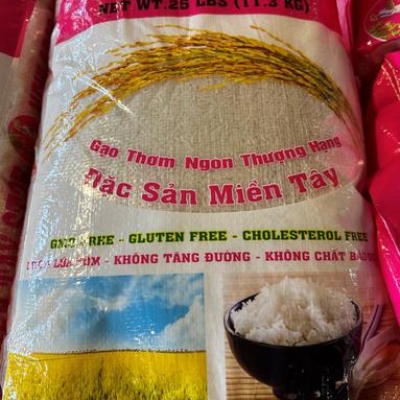 NET WT.25 LBS (11.3 KG)
Gạo Thơm Ngon Thượng Hạng
Đặc Sản Miền Tây
GMO FREE - GLUTEN FREE - CHOLESTEROL FREE
KHÔNG TĂNG ĐƯỜNG - KHÔNG CHẤT